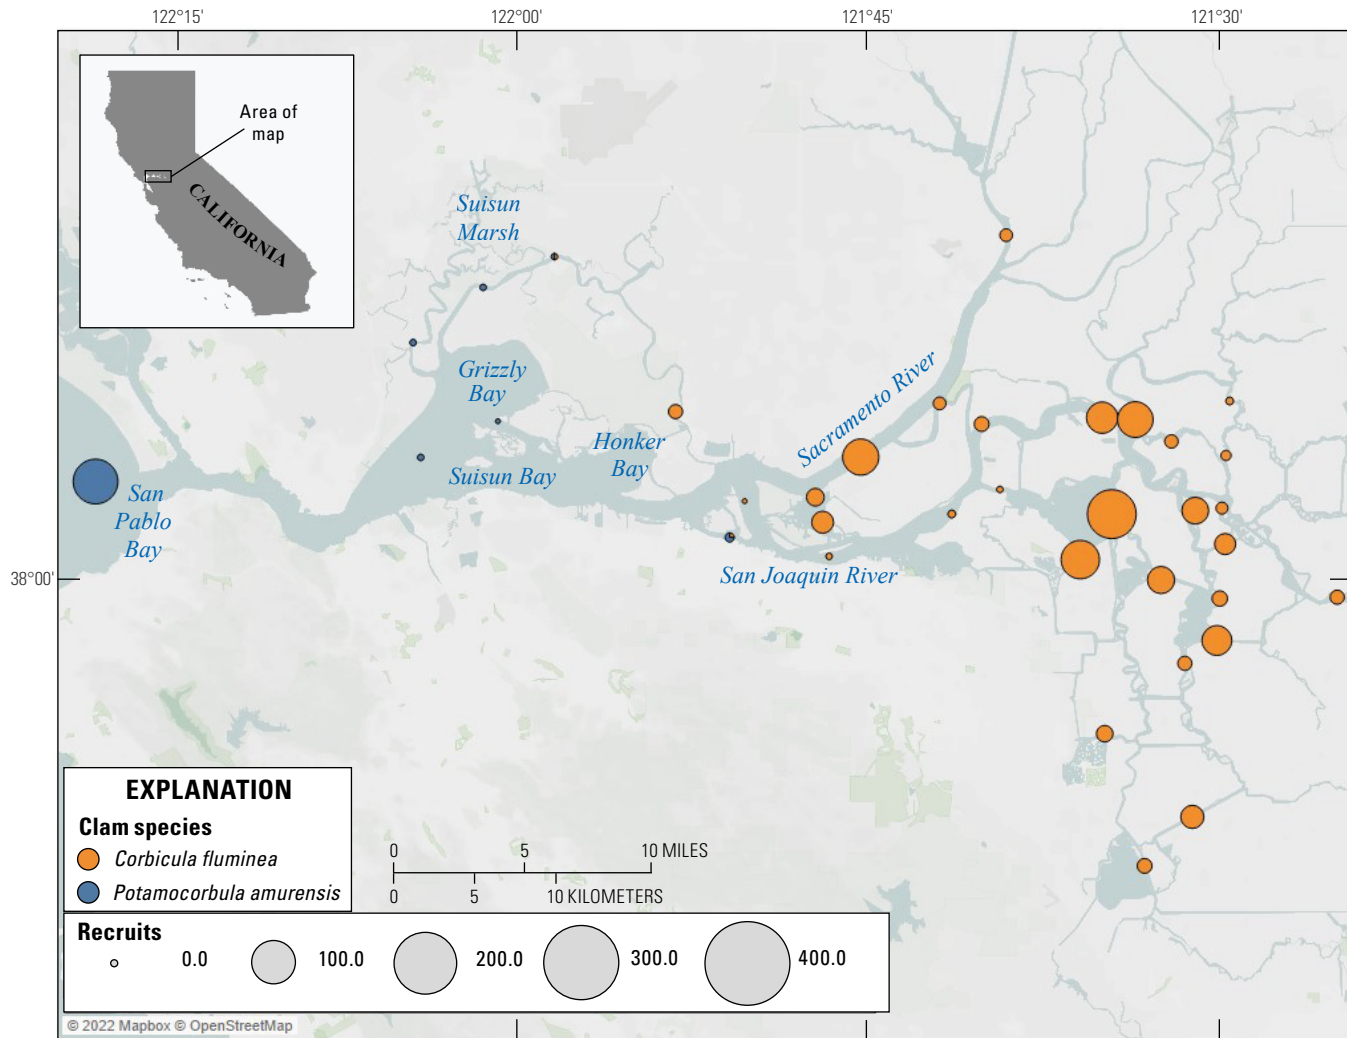 122°15'
122°00'
121°45'
121°30'
Area of
map
CALIFORNIA
Suisun
Marsh
Grizzly
Bay
Honker
Bay
Suisun Bay
Sacramento River
San
Pablo
Bay
San Joaquin River
38°00'
EXPLANATION
Clam species
Corbicula fluminea
Potamocorbula amurensis
0 5 10 MILES
0 5 10 KILOMETERS
Recruits
0.0 100.0 200.0 300.0 400.0
© 2022 Mapbox © OpenStreetMap